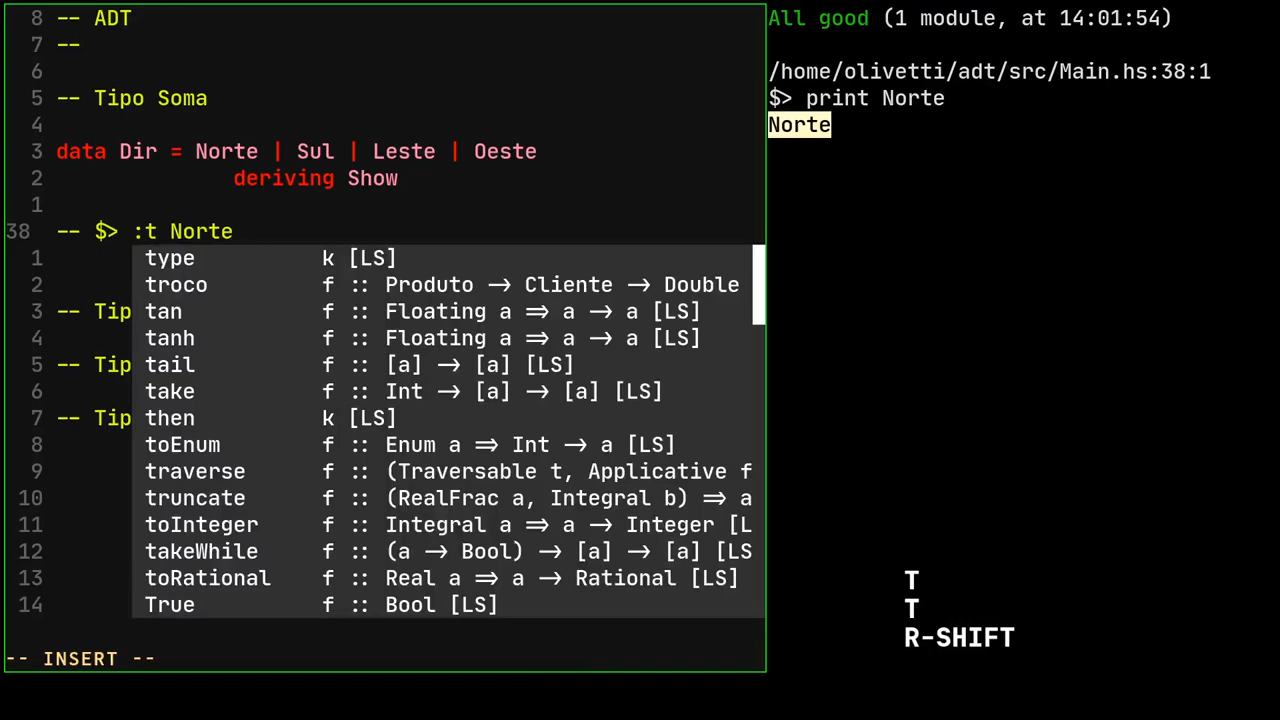 8 -- ADT
7 --
6
5 -- Tipo Soma
4
3 data Dir = Norte | Sul | Leste | Oeste
2 deriving Show
1
38 -- $> :t Norte
1 type k [LS]
2 troco f :: Produto -> Cliente -> Double
3 -- Tip tan f :: Floating a => a -> a [LS]
4 tanh f :: Floating a => a -> a [LS]
5 -- Tip tail f :: [a] -> [a] [LS]
6 take f :: Int -> [a] -> [a] [LS]
7 -- Tip then k [LS]
8 toEnum f :: Enum a => Int -> a [LS]
9 traverse f :: (Traversable t, Applicative f
10 truncate f :: (RealFrac a, Integral b) => a
11 toInteger f :: Integral a => a -> Integer [L
12 takeWhile f :: (a -> Bool) -> [a] -> [a] [LS
13 toRational f :: Real a => a -> Rational [LS]
14 True f :: Bool [LS]
-- INSERT --
All good (1 module, at 14:01:54)
/home/olivetti/adt/src/Main.hs:38:1
$> print Norte
Norte
T
T
R-SHIFT